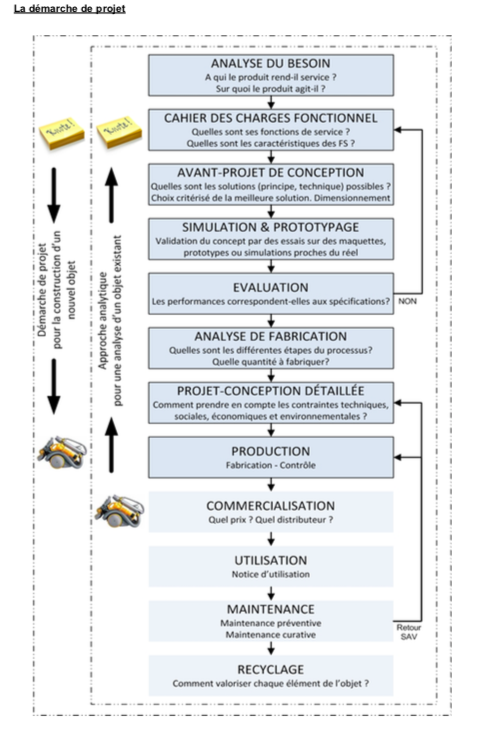 La démarche de projet
ANALYSE DU BESOIN
A qui le produit rend-il service ?
Sur quoi le produit agit-il ?
CAHIER DES CHARGES FONCTIONNEL
Quelles sont ses fonctions de service ?
Quelles sont les caractéristiques des FS ?
AVANT-PROJET DE CONCEPTION
Quelles sont les solutions (principe, technique) possibles ?
Choix critérisé de la meilleure solution. Dimensionnement
SIMULATION & PROTOTYPAGE
Validation du concept par des essais sur des maquettes,
prototypes ou simulations proches du réel
EVALUATION
Les performances correspondent-elles aux spécifications?
NON
ANALYSE DE FABRICATION
Quelles sont les différentes étapes du processus?
Quelle quantité à fabriquer?
PROJET-CONCEPTION DÉTAILLÉE
Comment prendre en compte les contraintes techniques,
sociales, économiques et environnementales ?
PRODUCTION
Fabrication - Contrôle
COMMERCIALISATION
Quel prix ? Quel distributeur ?
UTILISATION
Notice d'utilisation
MAINTENANCE
Maintenance préventive
Maintenance curative
Retour
SAV
RECYCLAGE
Comment valoriser chaque élément de l'objet ?
Démarche de projet
pour la construction d'un
nouvel objet
Approche analytique
pour une analyse d'un objet existant